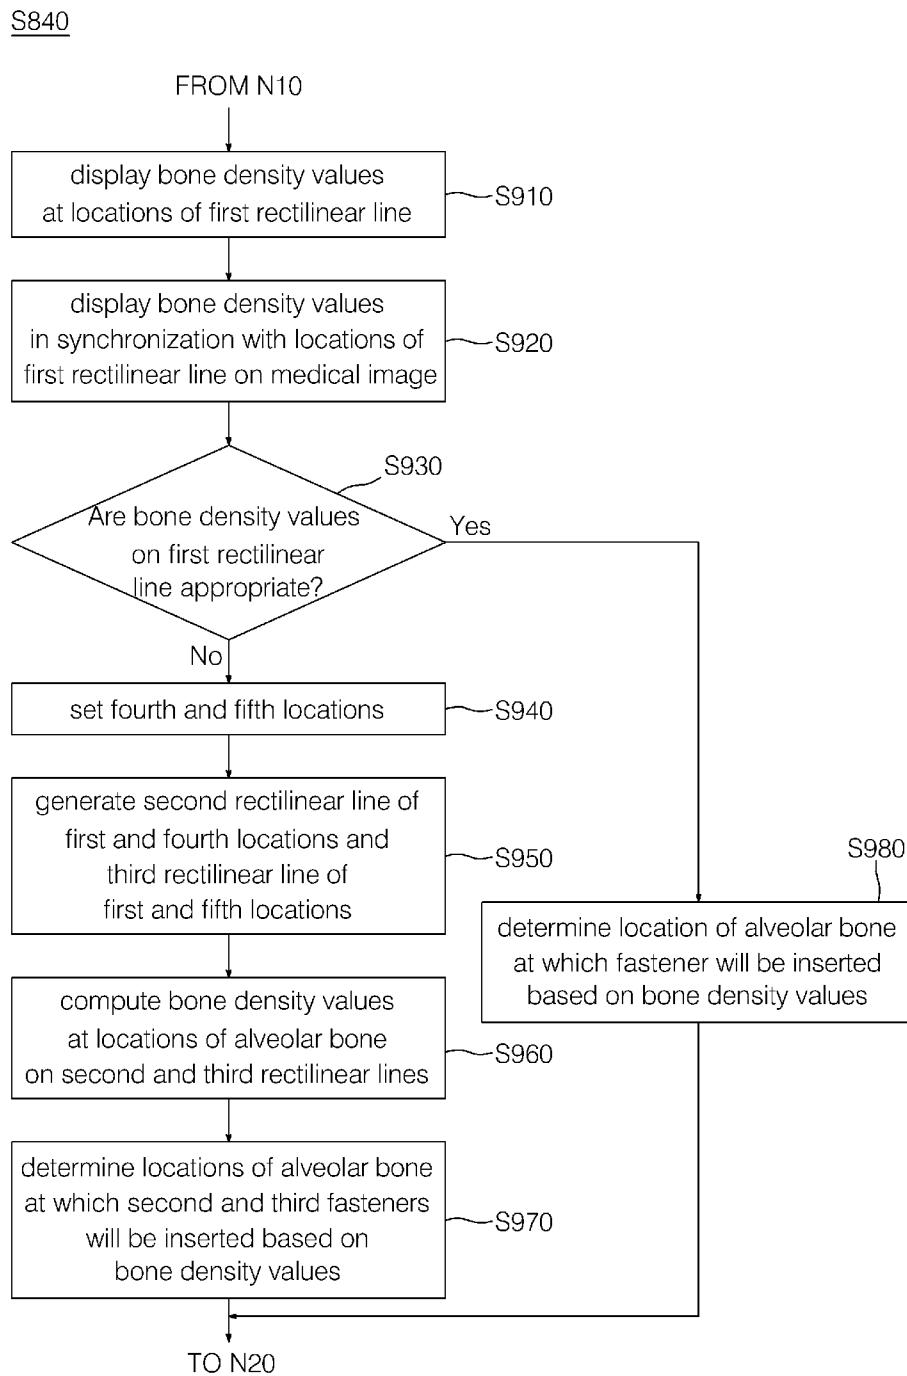 S840
FROM N10
display bone density values
at locations of first rectilinear line
S910
display bone density values
in synchronization with locations of
first rectilinear line on medical image
S920
S930
Are bone density values
on first rectilinear
line appropriate?
Yes
No
set fourth and fifth locations
S940
generate second rectilinear line of
first and fourth locations and
third rectilinear line of
first and fifth locations
S950
S980
determine location of alveolar bone
at which fastener will be inserted
based on bone density values
compute bone density values
at locations of alveolar bone
on second and third rectilinear lines
S960
determine locations of alveolar bone
at which second and third fasteners
will be inserted based on
bone density values
S970
TO N20